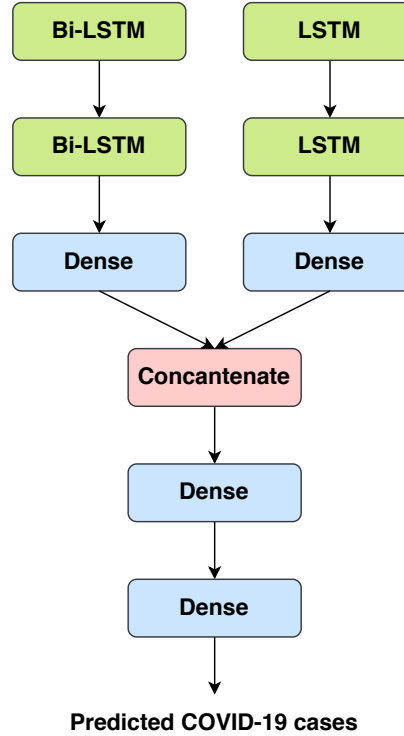 Bi-LSTM
LSTM
Bi-LSTM
LSTM
Dense
Dense
Concantenate
Dense
Dense
Predicted COVID-19 cases